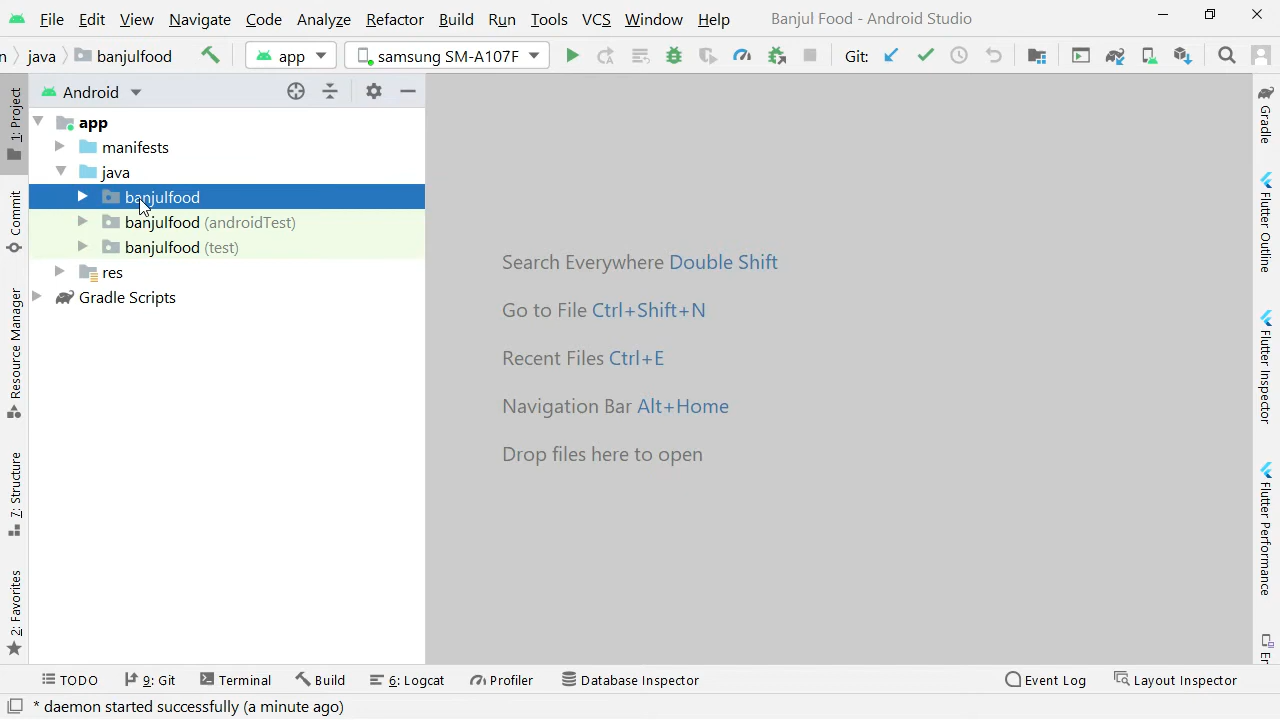 File Edit View Navigate Code Analyze Refactor Build Run Tools VCS Window Help Banjul Food - Android Studio
n java banjulfood app samsung SM-A107F Git:
Android
app
manifests
java
banjulfood
banjulfood (androidTest)
banjulfood (test)
res
Gradle Scripts
1: Project
Commit
Resource Manager
7: Structure
2: Favorites
Search Everywhere Double Shift
Go to File Ctrl+Shift+N
Recent Files Ctrl+E
Navigation Bar Alt+Home
Drop files here to open
Gradle
Flutter Outline
Flutter Inspector
Flutter Performance
TODO 9: Git Terminal Build 6: Logcat Profiler Database Inspector Event Log Layout Inspector
* daemon started successfully (a minute ago)